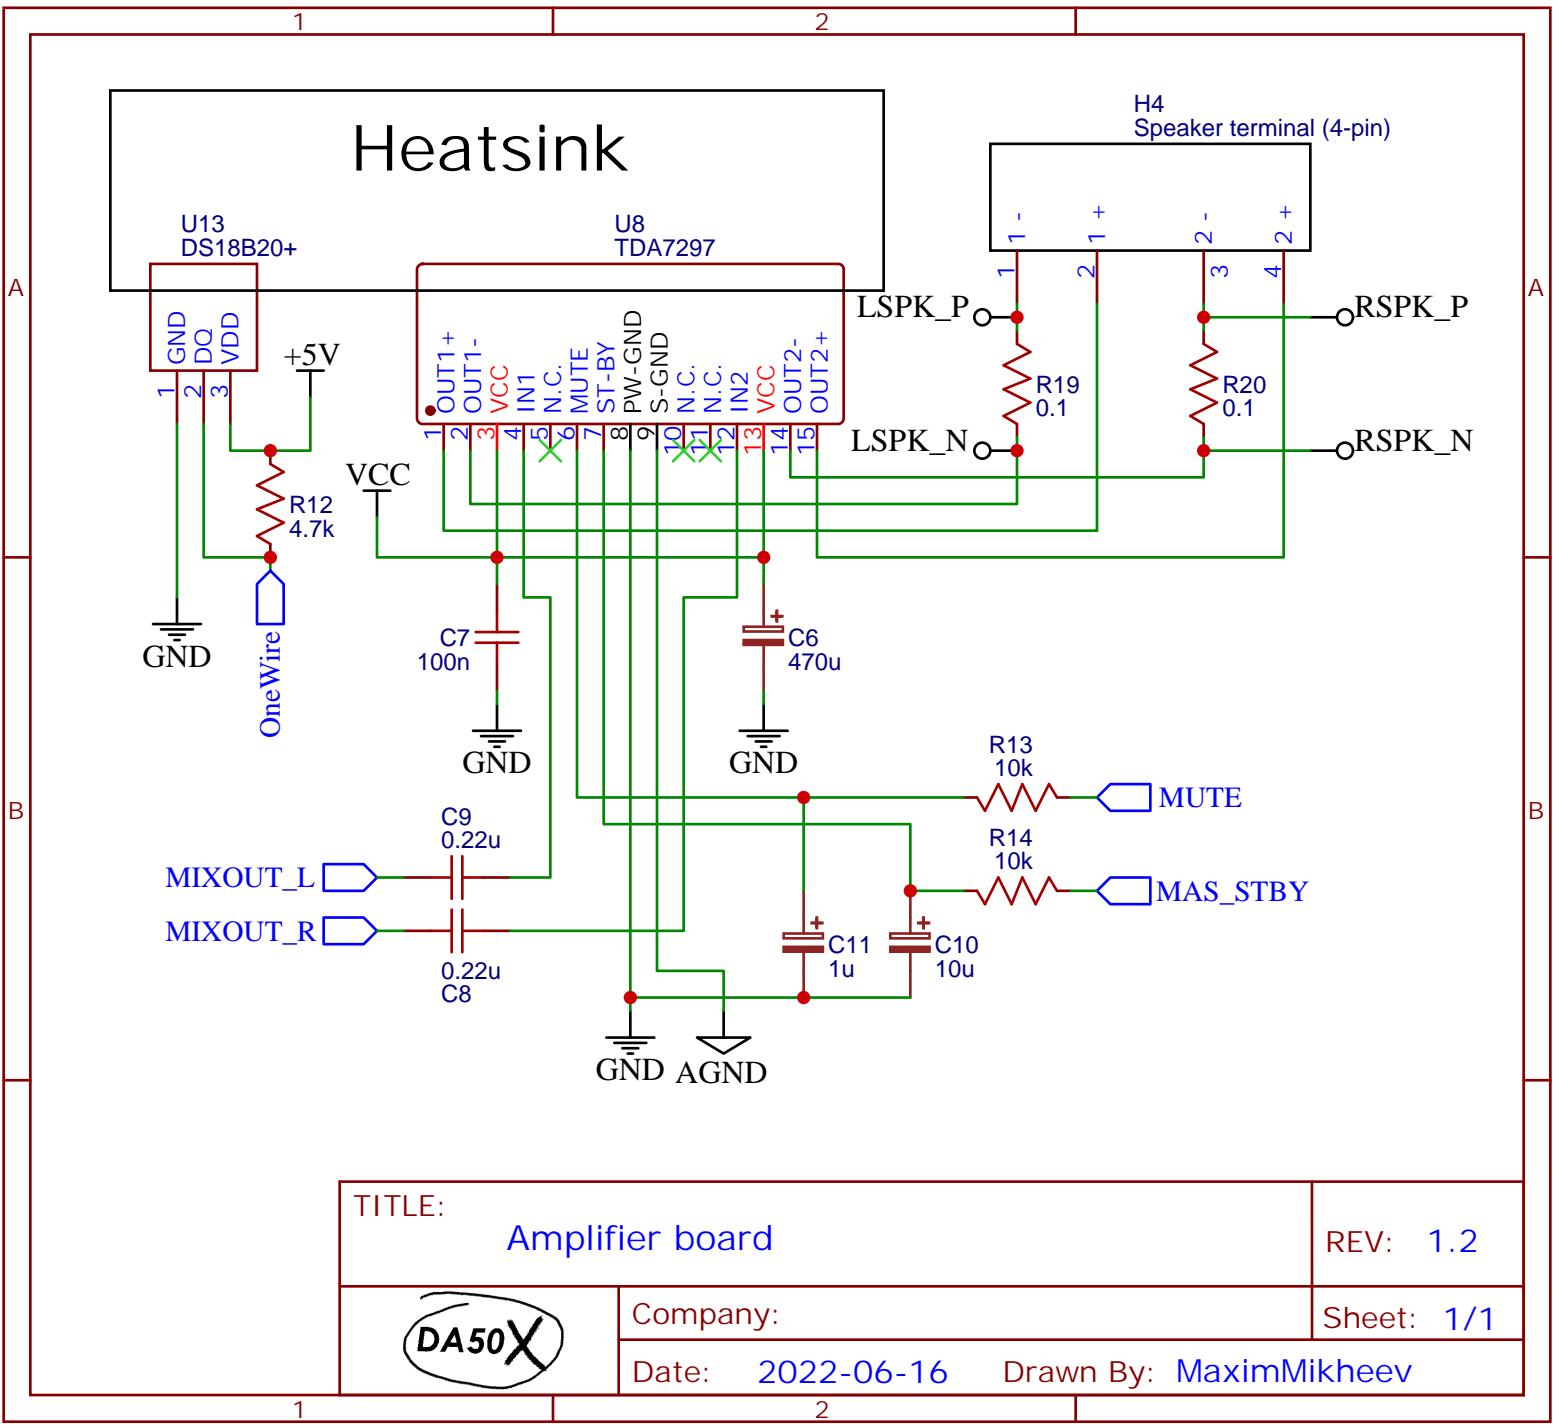 1
2
A
A
B
B
1
2
Heatsink
U13
DS18B20+
GND
DQ
VDD
1
2
3
+5V
R12
4.7k
OneWire
GND
U8
TDA7297
OUT1+
OUT1-
VCC
IN1
N.C.
MUTE
ST-BY
PW-GND
S-GND
N.C.
N.C.
IN2
VCC
OUT2-
OUT2+
1
2
3
4
5
6
7
8
9
10
11
12
13
14
15
H4
Speaker terminal (4-pin)
1 -
1 +
2 -
2 +
1
2
3
4
LSPK_P
RSPK_P
R19
0.1
R20
0.1
LSPK_N
RSPK_N
VCC
C7
100n
GND
C6
470u
+
GND
R13
10k
MUTE
R14
10k
MAS_STBY
C9
0.22u
MIXOUT_L
MIXOUT_R
0.22u
C8
+
C11
1u
+
C10
10u
GND
AGND
TITLE:
Amplifier board
REV: 1.2
DA50X
Company:
Sheet: 1/1
Date: 2022-06-16 Drawn By: MaximMikheev